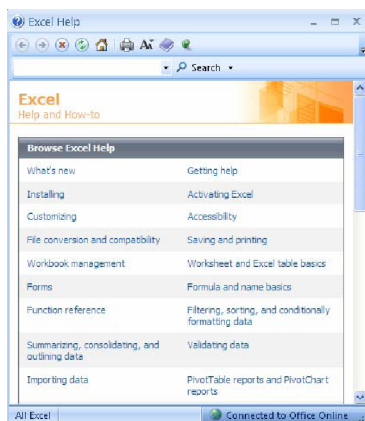 Excel Help
Search
Excel
Help and How-to
Browse Excel Help
What's new
Getting help
Installing
Activating Excel
Customizing
Accessibility
File conversion and compatibility
Saving and printing
Workbook management
Worksheet and Excel table basics
Forms
Formula and name basics
Function reference
Filtering, sorting, and conditionally
formatting data
Summarizing, consolidating, and
outlining data
Validating data
Importing data
PivotTable reports and PivotChart
reports
All Excel
Connected to Office Online